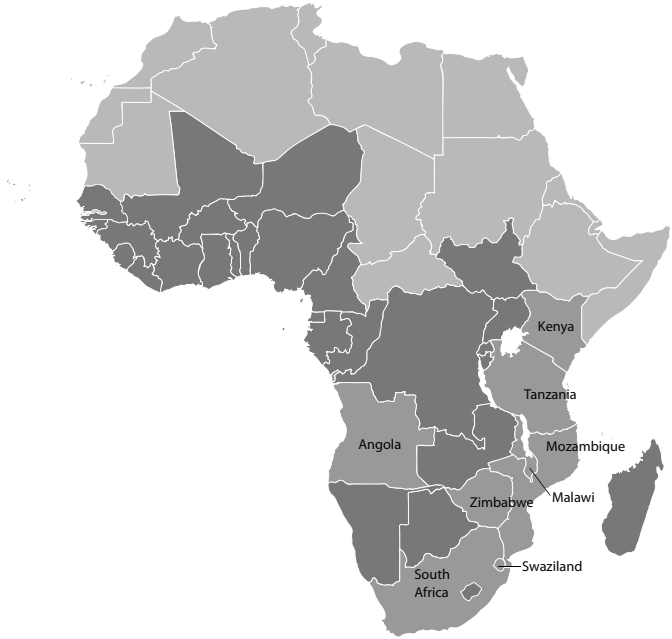 Kenya
Tanzania
Angola
Mozambique
Malawi
Zimbabwe
Swaziland
South
Africa